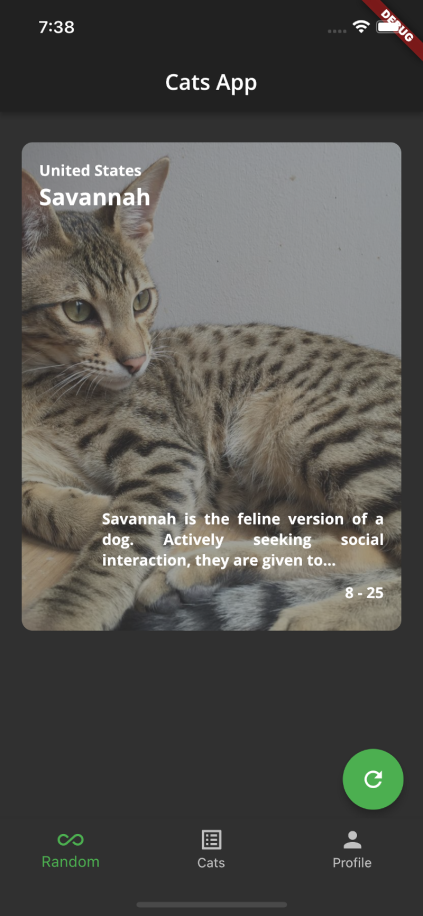 7:38
DEBUG
Cats App
United States
Savannah
Savannah is the feline version of a
dog. Actively seeking social
interaction, they are given to...
8 - 25
Random
Cats
Profile